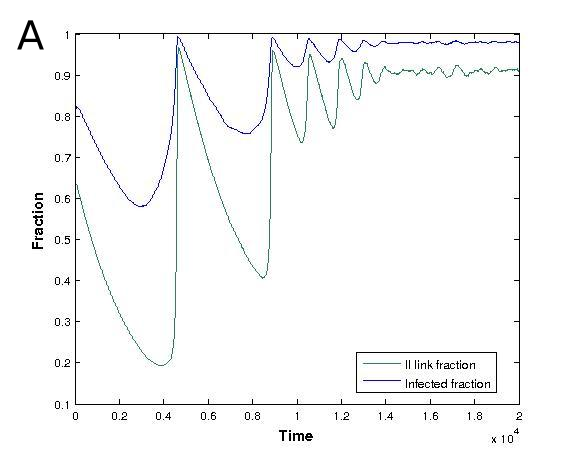 A
1
0.9
0.8
0.7
0.6
0.5
0.4
0.3
0.2
0.1
Fraction
II link fraction
Infected fraction
0 0.2 0.4 0.6 0.8 1 1.2 1.4 1.6 1.8 2
Time
x 10^4